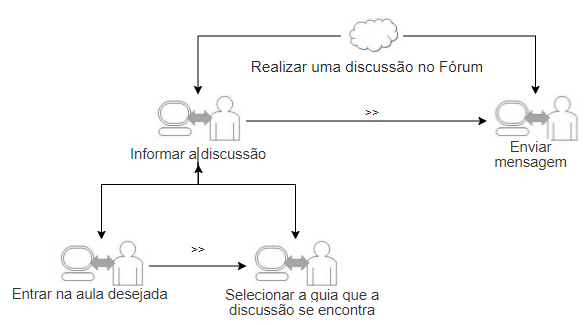 Realizar uma discussão no Fórum
>>
Informar a discussão
Enviar
mensagem
>>
Entrar na aula desejada
Selecionar a guia que a
discussão se encontra